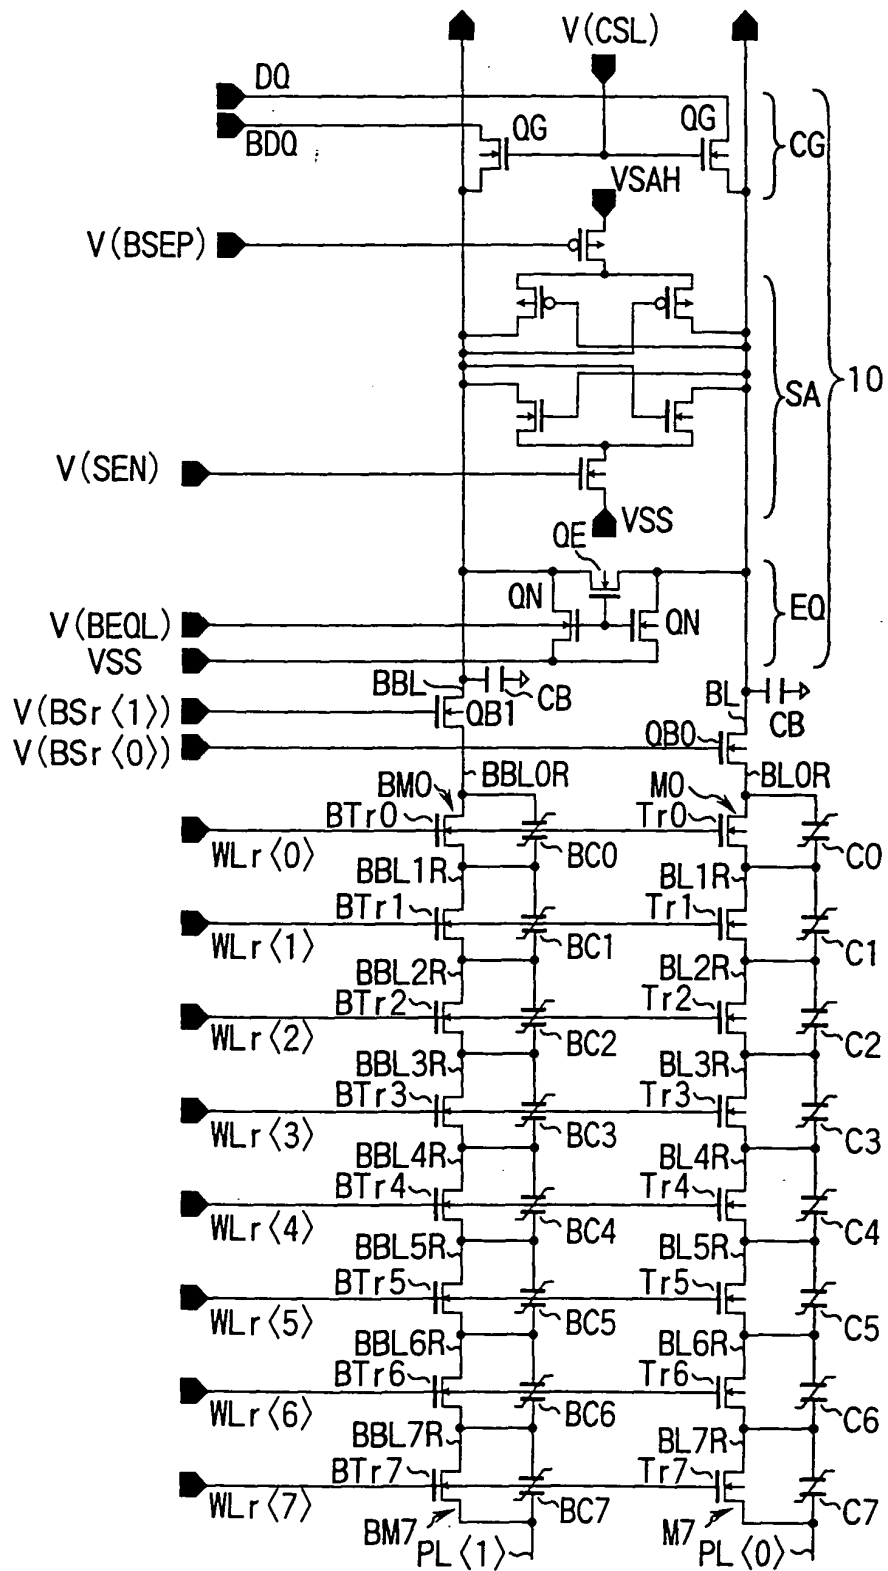 V(CSL)
DQ
BDQ
QG
QG
CG
VSAH
V(BSEP)
SA
10
V(SEN)
VSS
QE
QN
QN
EQ
V(BEQL)
VSS
BBL
CB
BL
CB
V(BSr⟨1⟩)
QB1
V(BSr⟨0⟩)
QB0
BBL0R
BL0R
BM0
M0
BTr0
Tr0
WLr⟨0⟩
BC0
C0
BBL1R
BL1R
BTr1
Tr1
WLr⟨1⟩
BC1
C1
BBL2R
BL2R
BTr2
Tr2
WLr⟨2⟩
BC2
C2
BBL3R
BL3R
BTr3
Tr3
WLr⟨3⟩
BC3
C3
BBL4R
BL4R
BTr4
Tr4
WLr⟨4⟩
BC4
C4
BBL5R
BL5R
BTr5
Tr5
WLr⟨5⟩
BC5
C5
BBL6R
BL6R
BTr6
Tr6
WLr⟨6⟩
BC6
C6
BBL7R
BL7R
BTr7
Tr7
WLr⟨7⟩
BC7
C7
BM7
M7
PL⟨1⟩
PL⟨0⟩